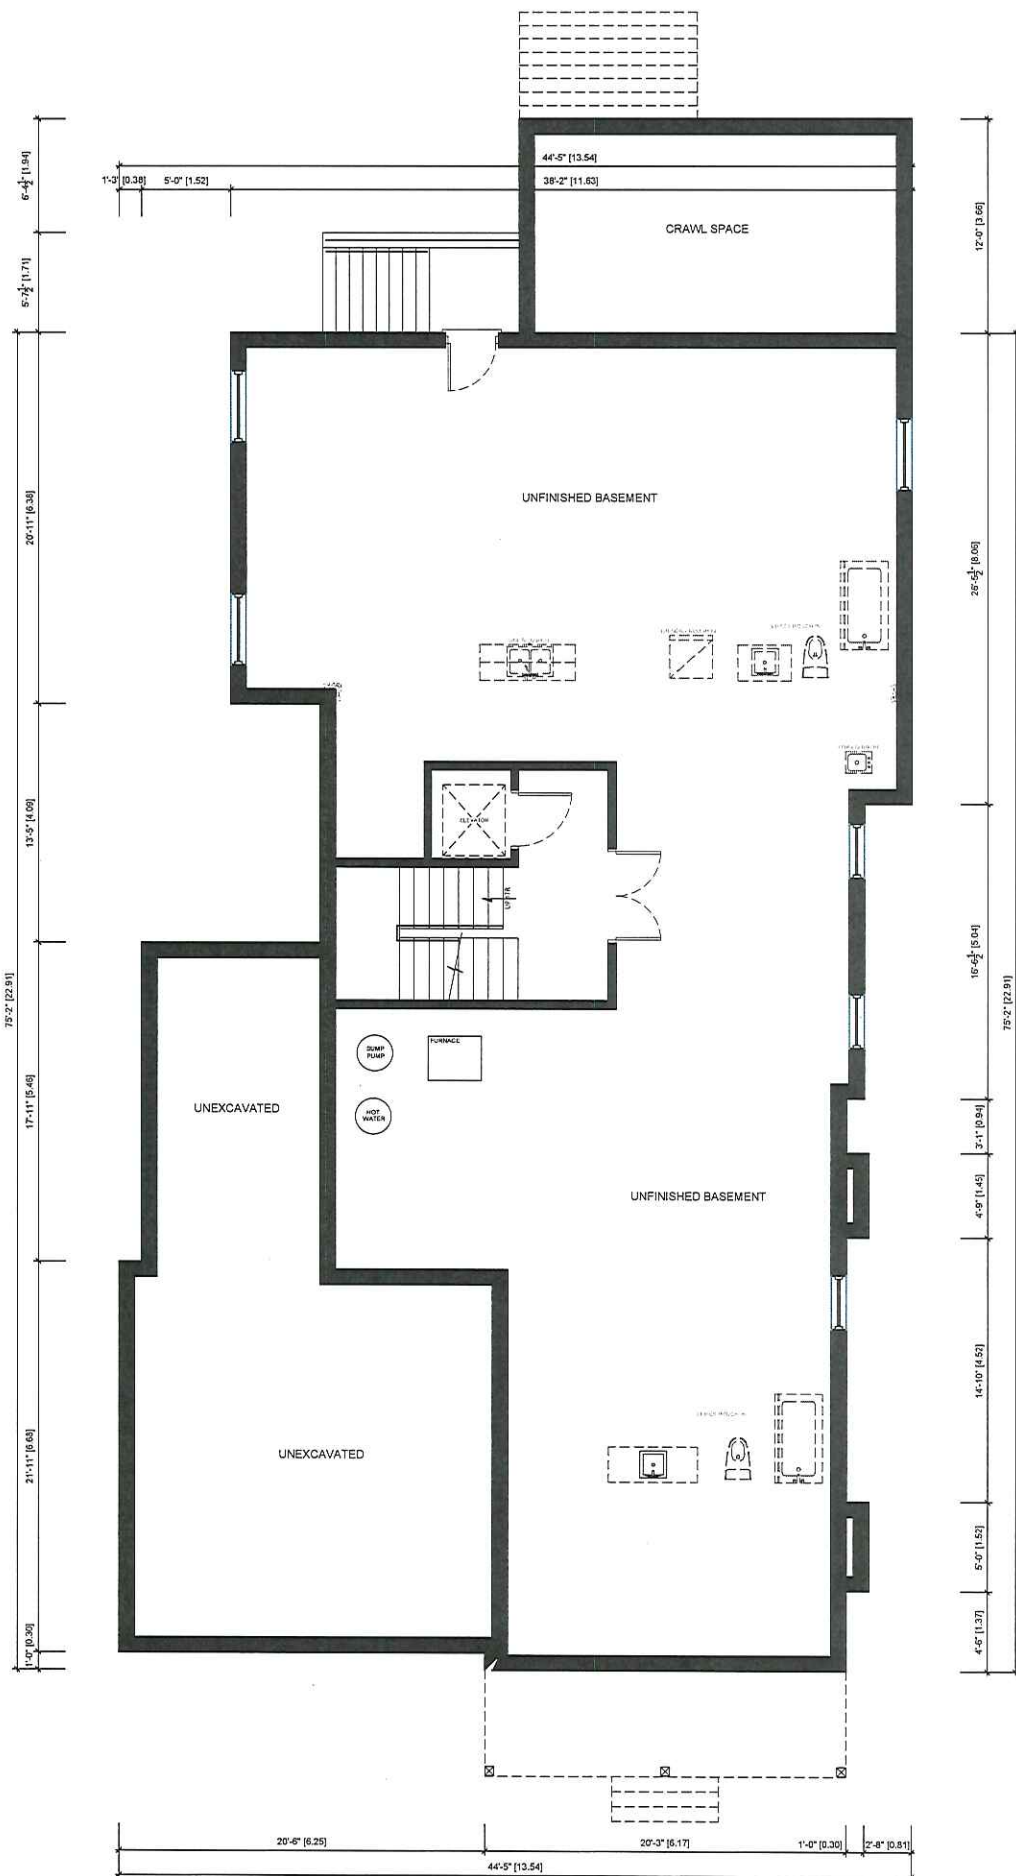 44'-5" [13.54]
1'-3" [0.38]
5'-0" [1.52]
38'-2" [11.63]
6'-4½" [1.94]
5'-7½" [1.71]
12'-0" [3.66]
CRAWL SPACE
UNFINISHED BASEMENT
20'-11" [6.38]
26'-5½" [8.06]
ELEVATOR
13'-5" [4.09]
UP
16'-6½" [5.04]
75'-2" [22.91]
75'-2" [22.91]
SUMP
PUMP
FURNACE
HOT
WATER
UNEXCAVATED
17'-11" [5.46]
3'-1" [0.94]
4'-9" [1.45]
UNFINISHED BASEMENT
14'-10" [4.52]
UNEXCAVATED
21'-11" [6.68]
5'-0" [1.52]
4'-6" [1.37]
1'-0" [0.30]
20'-6" [6.25]
20'-3" [6.17]
1'-0" [0.30]
2'-8" [0.81]
44'-5" [13.54]